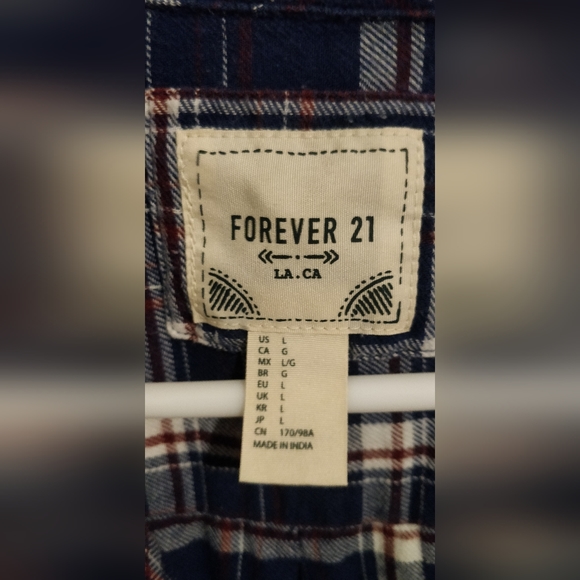 FOREVER 21
LA.CA
US L
CA G
MX L/G
BR G
EU L
UK L
KR L
JP L
CN 170/98A
MADE IN INDIA